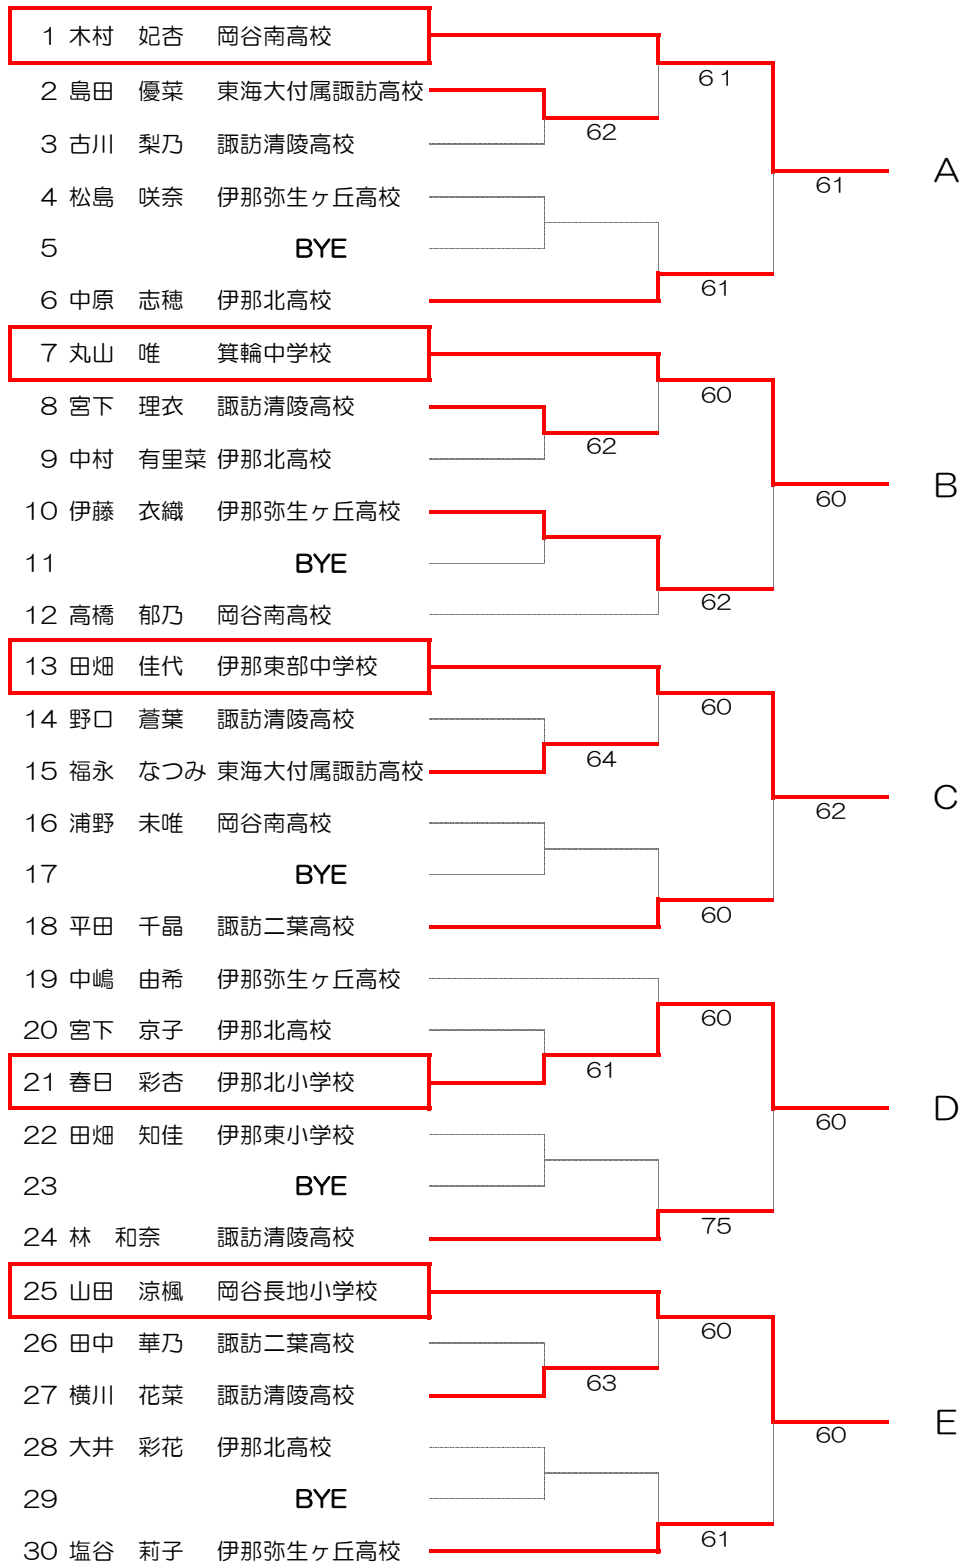 1 木村 妃杏 岡谷南高校
61
2 島田 優菜 東海大付属諏訪高校
62
3 古川 梨乃 諏訪清陵高校
61 A
4 松島 咲奈 伊那弥生ヶ丘高校
5 BYE
61
6 中原 志穂 伊那北高校
7 丸山 唯 箕輪中学校
60
8 宮下 理衣 諏訪清陵高校
62
9 中村 有里菜 伊那北高校
60 B
10 伊藤 衣織 伊那弥生ヶ丘高校
11 BYE
62
12 高橋 郁乃 岡谷南高校
13 田畑 佳代 伊那東部中学校
60
14 野口 蒼葉 諏訪清陵高校
64
15 福永 なつみ 東海大付属諏訪高校
62 C
16 浦野 未唯 岡谷南高校
17 BYE
60
18 平田 千晶 諏訪二葉高校
19 中嶋 由希 伊那弥生ヶ丘高校
60
20 宮下 京子 伊那北高校
61
21 春日 彩杏 伊那北小学校
60 D
22 田畑 知佳 伊那東小学校
23 BYE
75
24 林 和奈 諏訪清陵高校
25 山田 涼楓 岡谷長地小学校
60
26 田中 華乃 諏訪二葉高校
63
27 横川 花菜 諏訪清陵高校
60 E
28 大井 彩花 伊那北高校
29 BYE
61
30 塩谷 莉子 伊那弥生ヶ丘高校